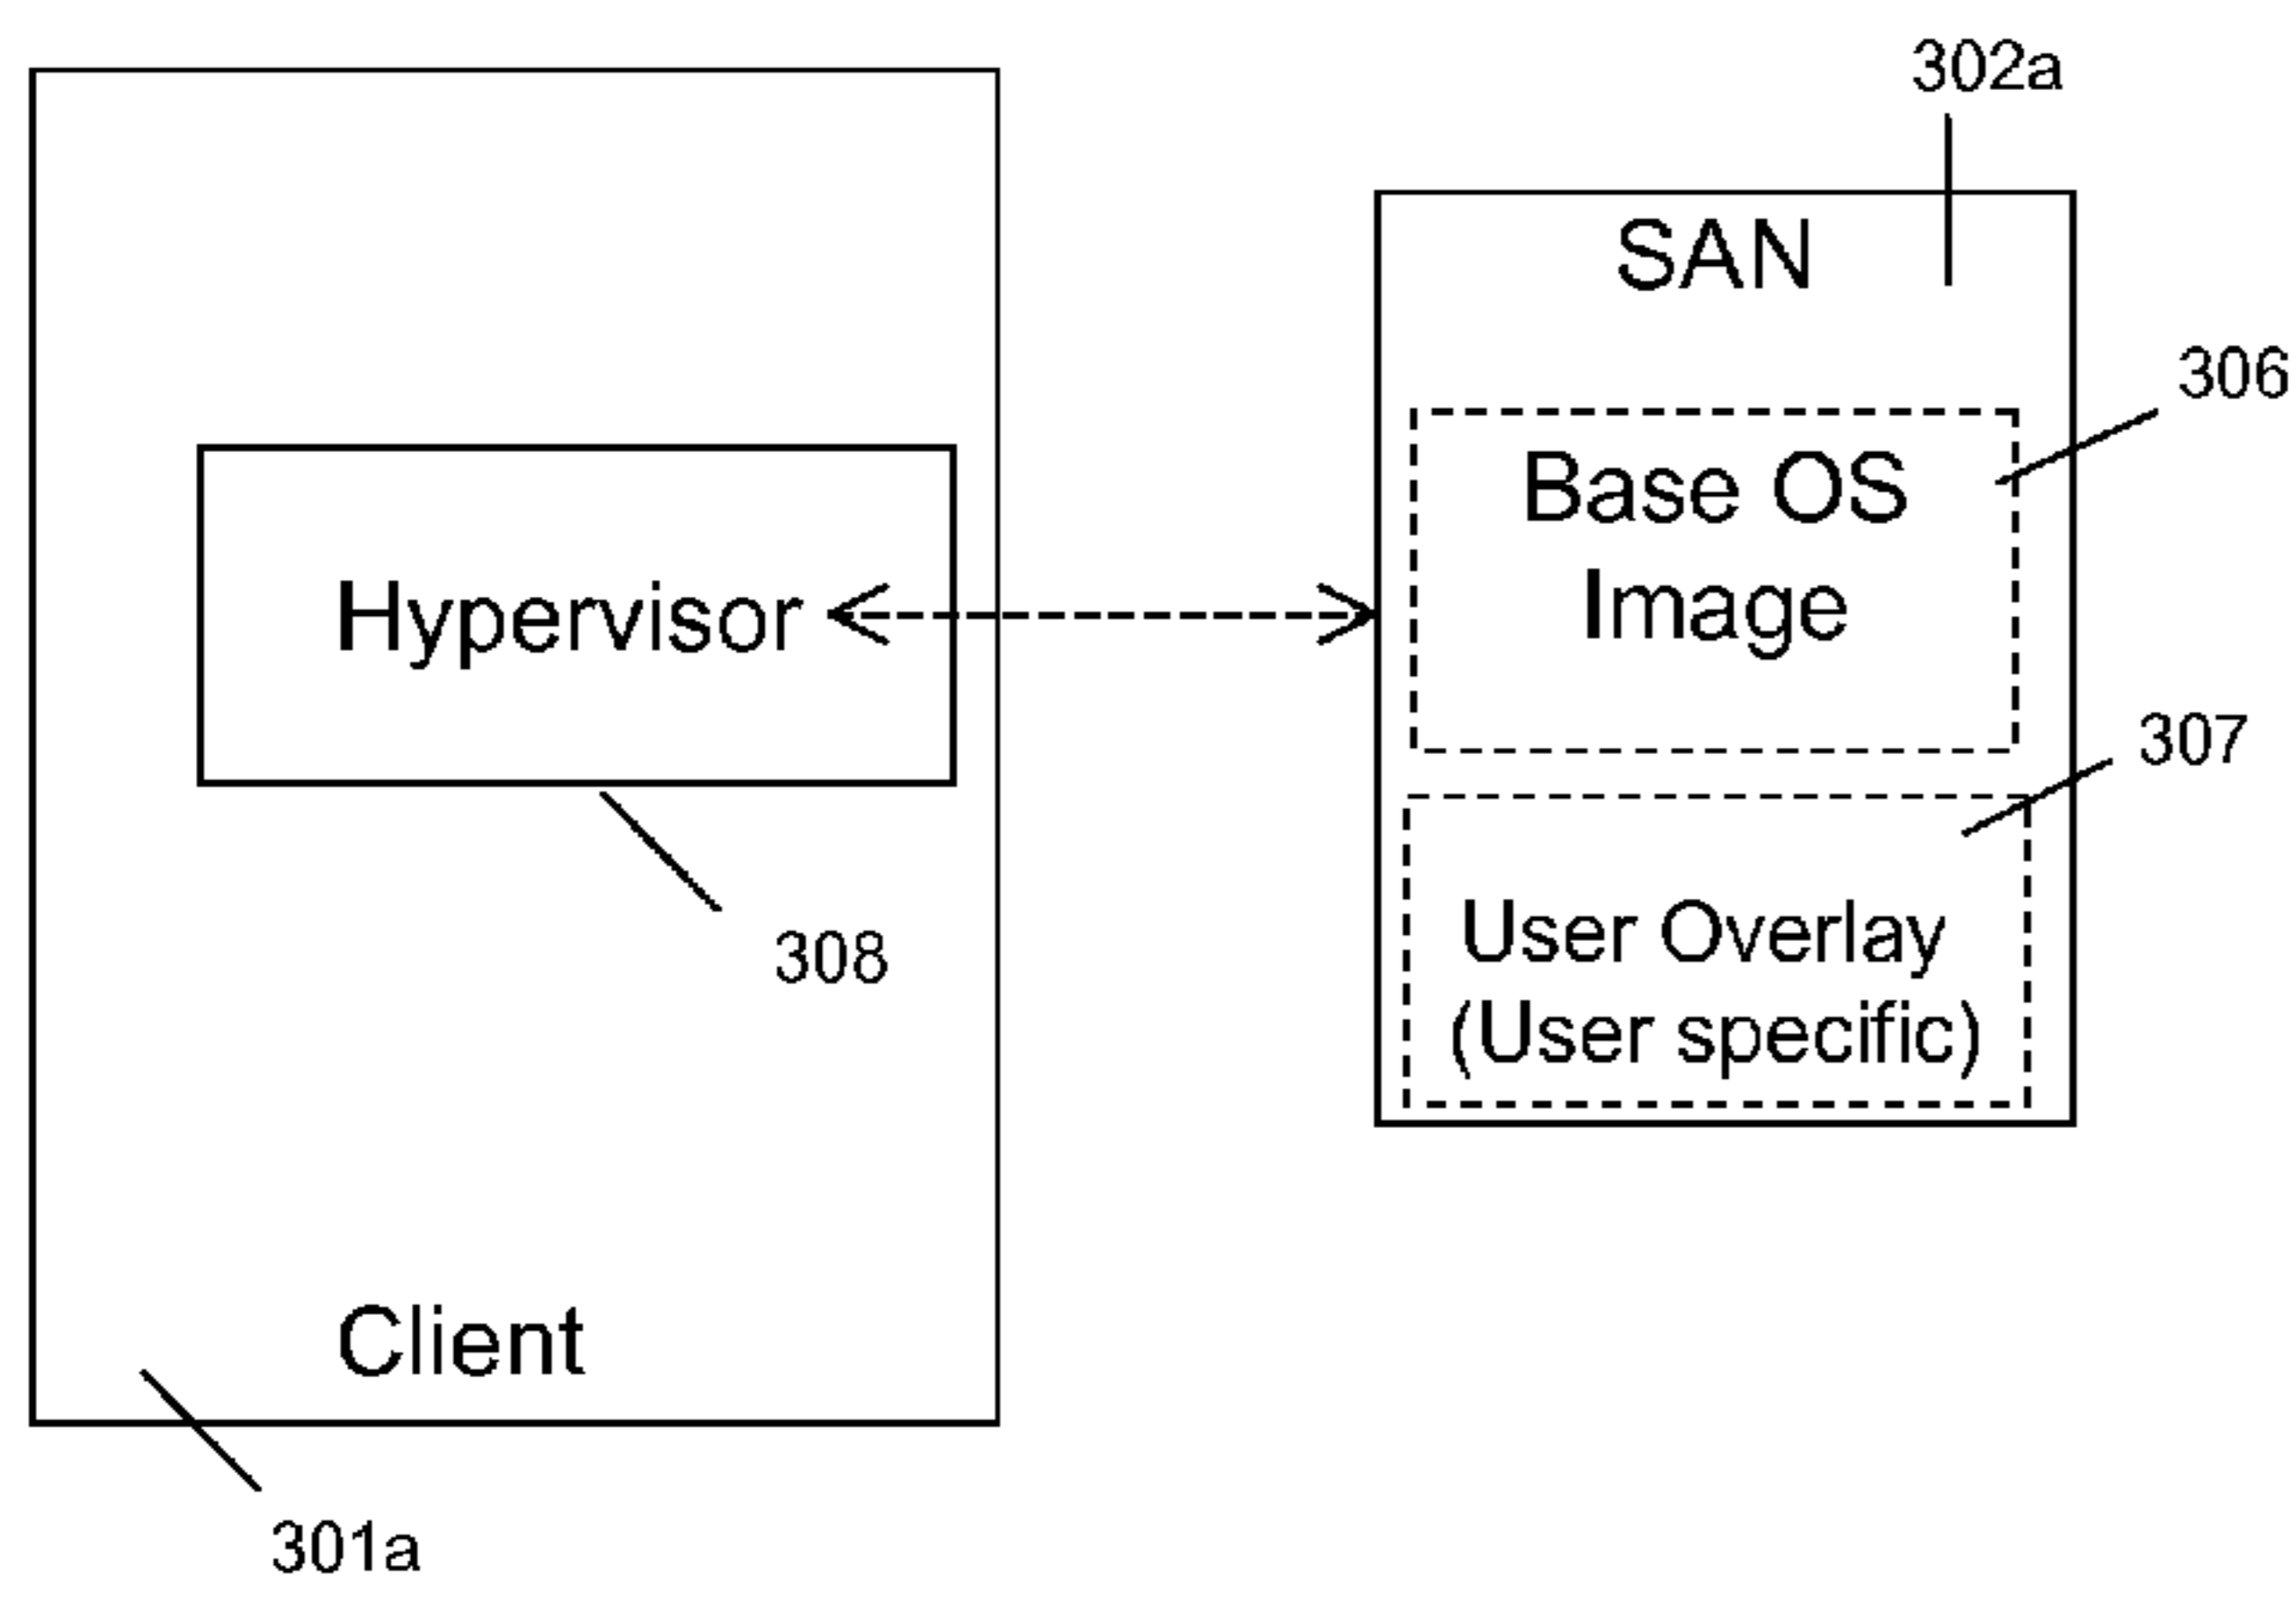 302a
SAN
306
Base OS
Image
Hypervisor
307
308
User Overlay
(User specific)
Client
301a